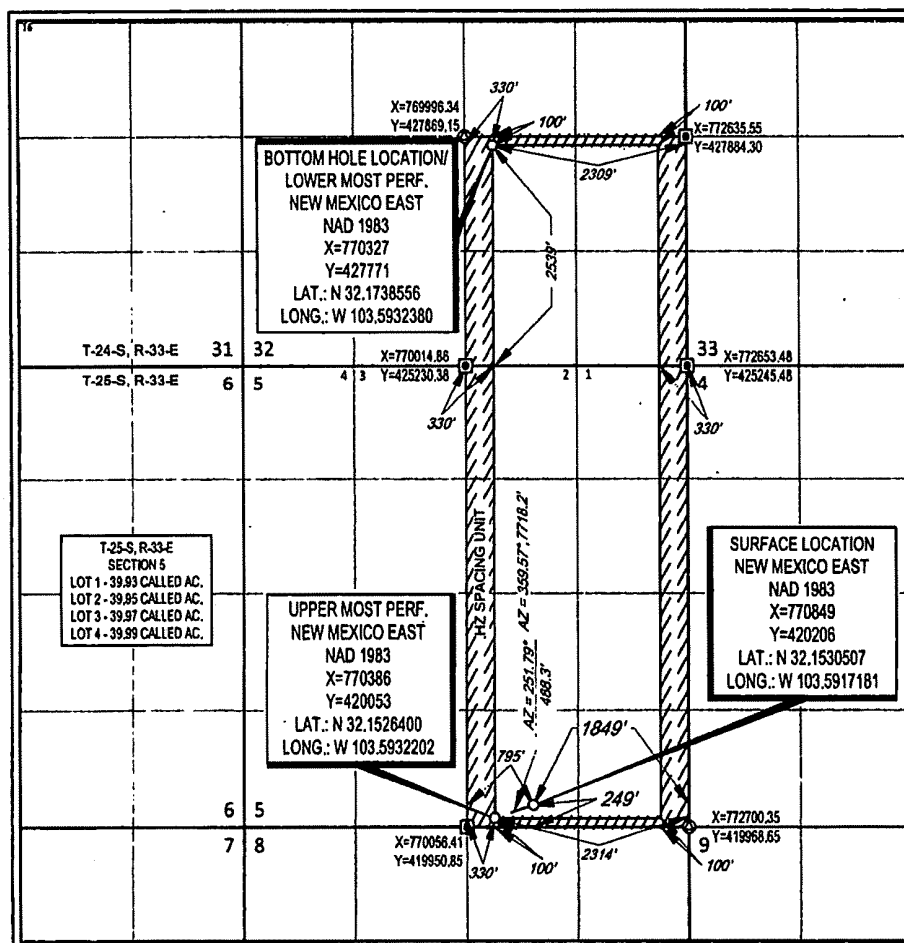 16
330'
X=769996.34
Y=427869.15
100'
100'
X=772635.55
Y=427884.30
BOTTOM HOLE LOCATION/
LOWER MOST PERF.
NEW MEXICO EAST
NAD 1983
X=770327
Y=427771
LAT.: N 32.1738556
LONG.: W 103.5932380
2309'
2539'
T-24-S, R-33-E 31 32
T-25-S, R-33-E 6 5
4 3
X=770014.86
Y=425230.38
2 1
33
4
X=772653.48
Y=425245.48
330'
330'
HZ SPACING UNIT
AZ = 359.57°, 7718.2'
AZ = 251.79°
488.3'
T-25-S, R-33-E
SECTION 5
LOT 1 - 39.93 CALLED AC.
LOT 2 - 39.95 CALLED AC.
LOT 3 - 39.97 CALLED AC.
LOT 4 - 39.99 CALLED AC.
SURFACE LOCATION
NEW MEXICO EAST
NAD 1983
X=770849
Y=420206
LAT.: N 32.1530507
LONG.: W 103.5917181
UPPER MOST PERF.
NEW MEXICO EAST
NAD 1983
X=770386
Y=420053
LAT.: N 32.1526400
LONG.: W 103.5932202
795'
1849'
249'
6 5
7 8
X=770056.41
Y=419950.85
330'
100'
2314'
9
100'
X=772700.35
Y=419968.65